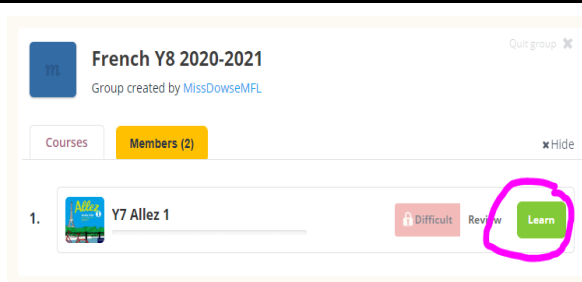 Quit group ×
m
French Y8 2020-2021
Group created by MissDowseMFL
Courses Members (2) × Hide
1. Allez 1 Y7 Allez 1 Difficult Review Learn